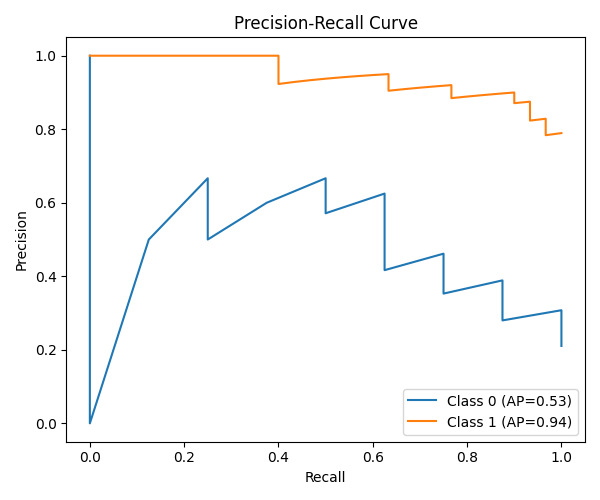 Precision-Recall Curve
1.0
0.8
0.6
0.4
0.2
0.0
Precision
0.0 0.2 0.4 0.6 0.8 1.0
Recall
Class 0 (AP=0.53)
Class 1 (AP=0.94)